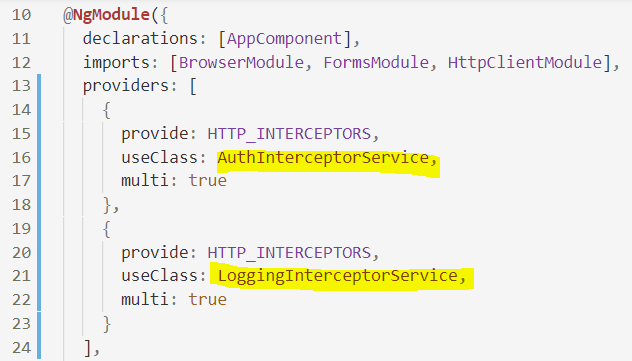 10 @NgModule({
11 declarations: [AppComponent],
12 imports: [BrowserModule, FormsModule, HttpClientModule],
13 providers: [
14 {
15 provide: HTTP_INTERCEPTORS,
16 useClass: AuthInterceptorService,
17 multi: true
18 },
19 {
20 provide: HTTP_INTERCEPTORS,
21 useClass: LoggingInterceptorService,
22 multi: true
23 }
24 ],